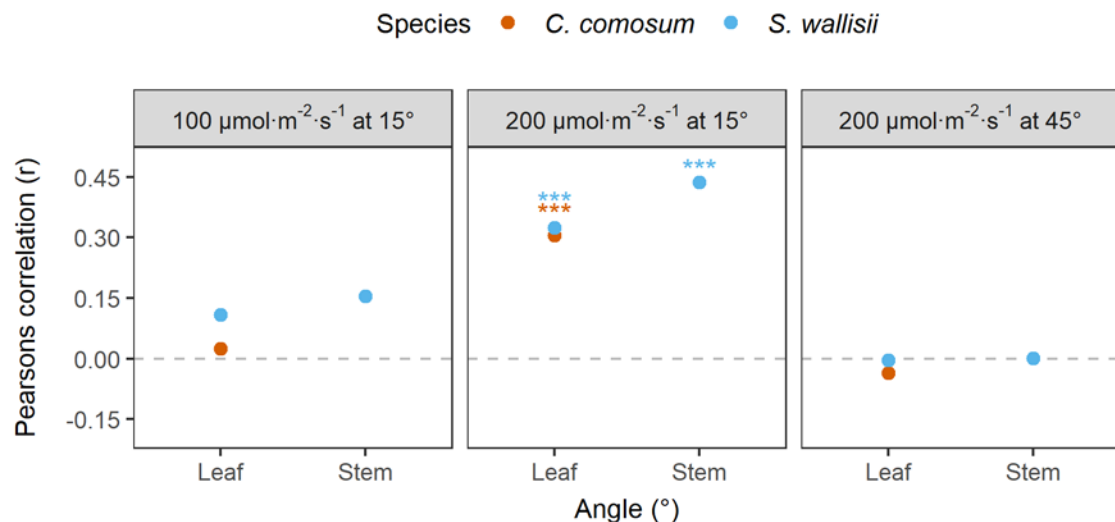 Species C. comosum S. wallisii
100 µmol·m⁻²·s⁻¹ at 15° 200 µmol·m⁻²·s⁻¹ at 15° 200 µmol·m⁻²·s⁻¹ at 45°
Pearsons correlation (r)
0.45
0.30
0.15
0.00
-0.15
***
***
***
Leaf Stem Leaf Stem Leaf Stem
Angle (°)